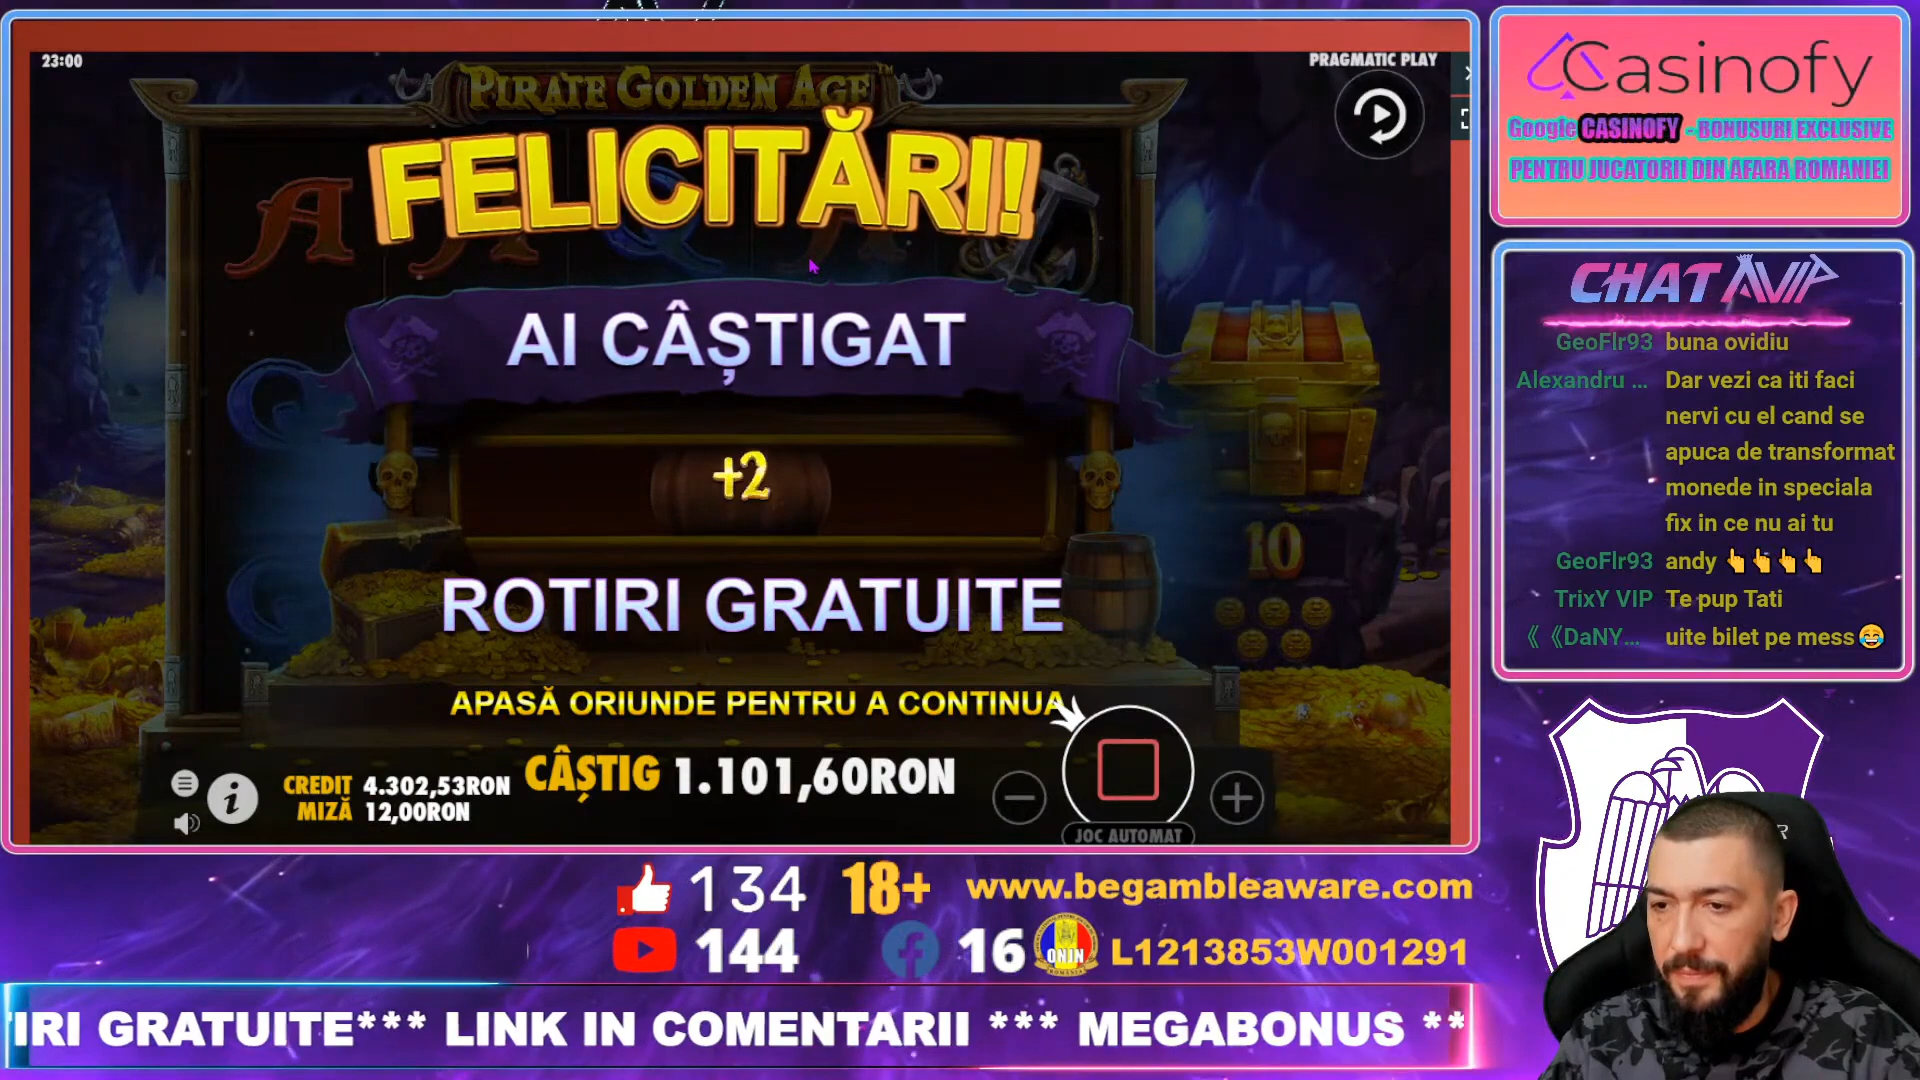 23:00
PRAGMATIC PLAY
PIRATE GOLDEN AGE™
FELICITĂRI!
AI CÂȘTIGAT
+2
ROTIRI GRATUITE
APASĂ ORIUNDE PENTRU A CONTINUA
10
CREDIT 4.302,53RON
MIZĂ 12,00RON
CÂȘTIG 1.101,60RON
JOC AUTOMAT
Casinofy
Google CASINOFY - BONUSURI EXCLUSIVE
PENTRU JUCATORII DIN AFARA ROMANIEI
CHAT AVIP
GeoFlr93 buna ovidiu
Alexandru ... Dar vezi ca iti faci
nervi cu el cand se
apuca de transformat
monede in speciala
fix in ce nu ai tu
GeoFlr93 andy 👆👆👆👆
TrixY VIP Te pup Tati
《《DaNY... uite bilet pe mess😂
134 18+ www.begambleaware.com
144 16 ONJN L1213853W001291
TIRI GRATUITE*** LINK IN COMENTARII *** MEGABONUS **